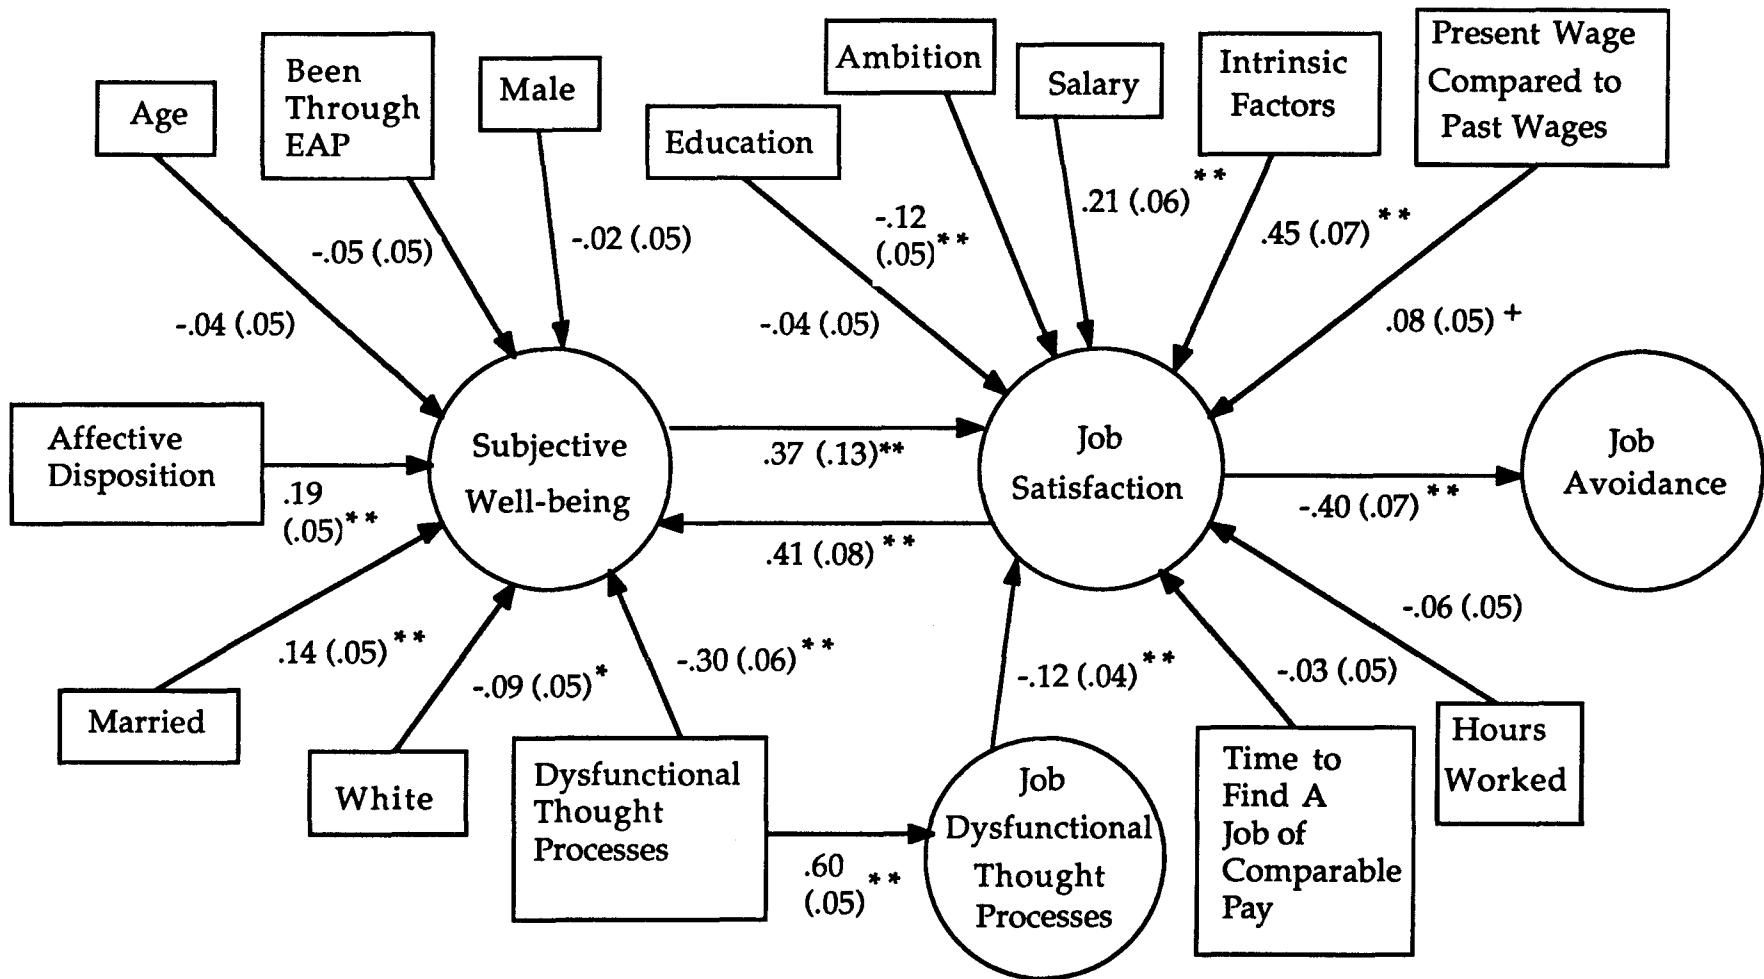 Age
Been
Through
EAP
Male
Education
Ambition
Salary
Intrinsic
Factors
Present Wage
Compared to
Past Wages
-.04 (.05)
-.05 (.05)
-.02 (.05)
-.04 (.05)
-.12
(.05)**
.21 (.06)**
.45 (.07)**
.08 (.05) +
Affective
Disposition
.19
(.05)**
Subjective
Well-being
.37 (.13)**
.41 (.08) **
Job
Satisfaction
-.40 (.07)**
Job
Avoidance
Married
.14 (.05)**
White
-.09 (.05)*
Dysfunctional
Thought
Processes
-.30 (.06)**
.60
(.05)**
Job
Dysfunctional
Thought
Processes
-.12 (.04)**
Time to
Find A
Job of
Comparable
Pay
-.03 (.05)
Hours
Worked
-.06 (.05)